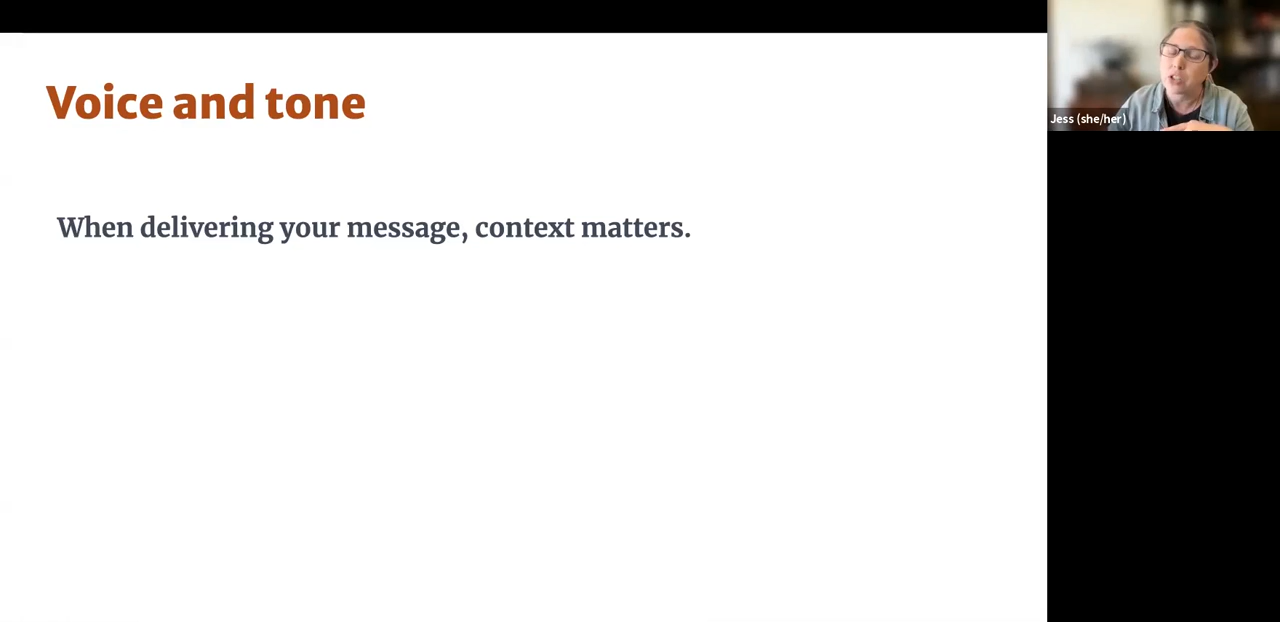 Voice and tone
When delivering your message, context matters.
Jess (she/her)